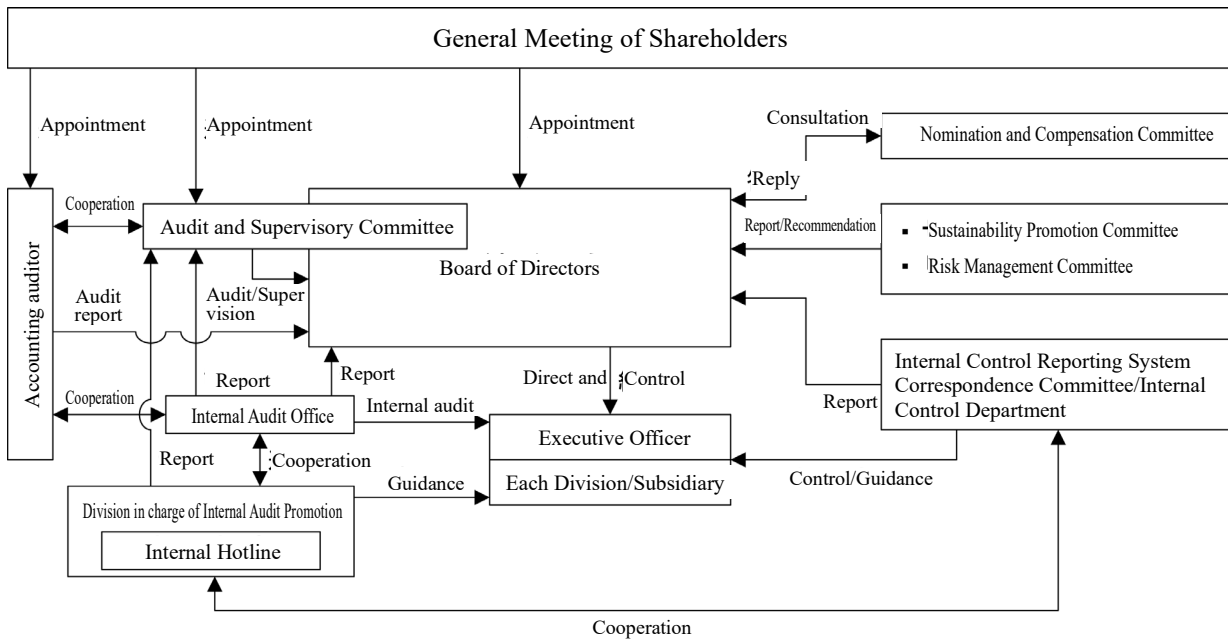 General Meeting of Shareholders
Appointment
Appointment
Appointment
Consultation
Nomination and Compensation Committee
Reply
Cooperation
Audit and Supervisory Committee
Report/Recommendation
Sustainability Promotion Committee
Risk Management Committee
Board of Directors
Accounting auditor
Audit
report
Audit/Super
vision
Report
Report
Direct and
Control
Report
Internal Control Reporting System
Correspondence Committee/Internal
Control Department
Cooperation
Internal Audit Office
Internal audit
Executive Officer
Report
Cooperation
Guidance
Each Division/Subsidiary
Control/Guidance
Division in charge of Internal Audit Promotion
Internal Hotline
Cooperation